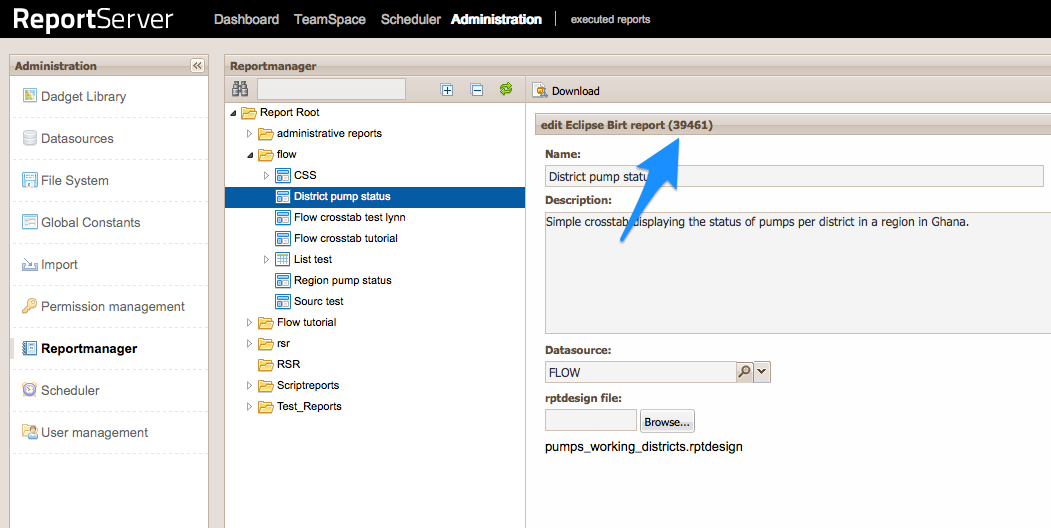 ReportServer
Dashboard TeamSpace Scheduler Administration executed reports
Administration
Dadget Library
Datasources
File System
Global Constants
Import
Permission management
Reportmanager
Scheduler
User management
Reportmanager
Report Root
administrative reports
flow
CSS
District pump status
Flow crosstab test lynn
Flow crosstab tutorial
List test
Region pump status
Sourc test
Flow tutorial
rsr
RSR
Scriptreports
Test_Reports
Download
edit Eclipse Birt report (39461)
Name:
District pump statu
Description:
Simple crosstab displaying the status of pumps per district in a region in Ghana.
Datasource:
FLOW
rptdesign file:
Browse...
pumps_working_districts.rptdesign